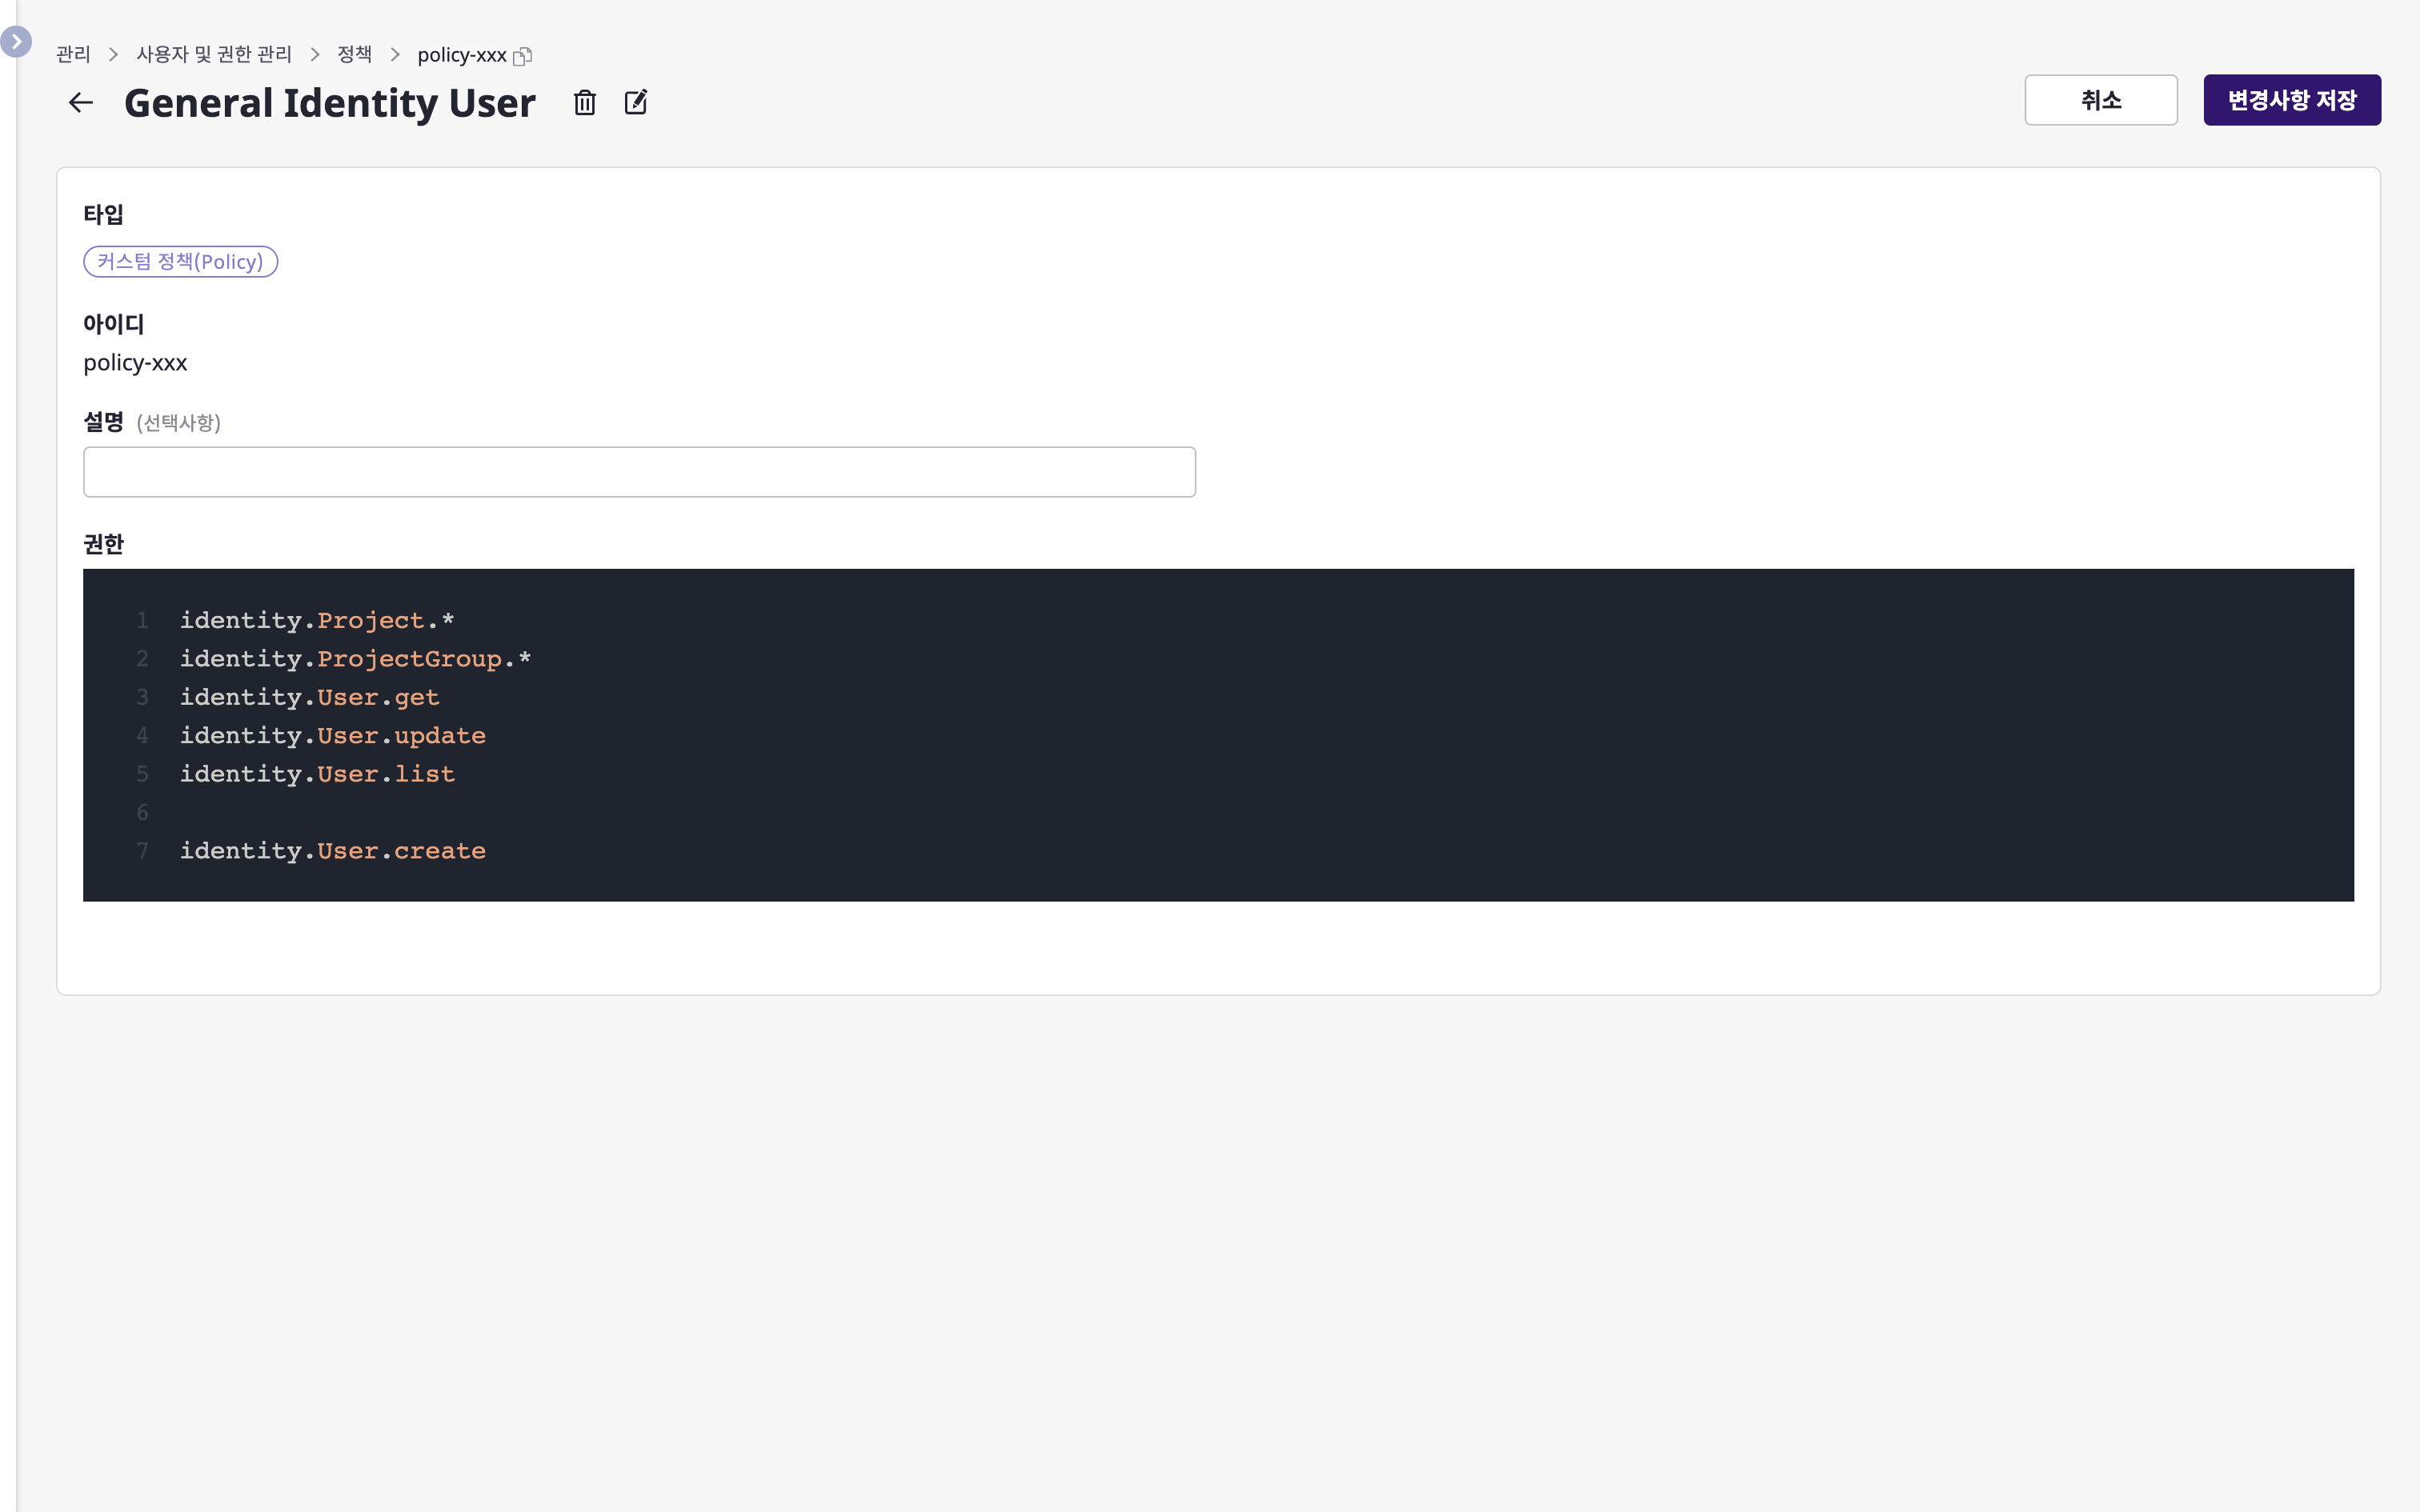 관리 > 사용자 및 권한 관리 > 정책 > policy-xxx
General Identity User
취소
변경사항 저장
타입
커스텀 정책(Policy)
아이디
policy-xxx
설명 (선택사항)
권한
1 identity.Project.*
2 identity.ProjectGroup.*
3 identity.User.get
4 identity.User.update
5 identity.User.list
6
7 identity.User.create